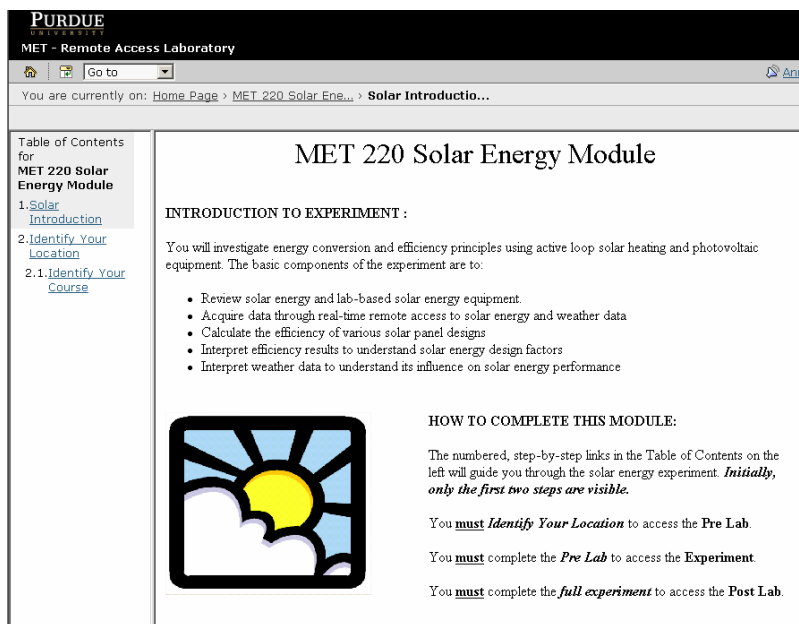 PURDUE
UNIVERSITY
MET - Remote Access Laboratory
Go to
You are currently on: Home Page > MET 220 Solar Ene... > Solar Introductio...
Table of Contents
for
MET 220 Solar
Energy Module
1.Solar
Introduction
2.Identify Your
Location
2.1.Identify Your
Course
MET 220 Solar Energy Module
INTRODUCTION TO EXPERIMENT :
You will investigate energy conversion and efficiency principles using active loop solar heating and photovoltaic
equipment. The basic components of the experiment are to:
• Review solar energy and lab-based solar energy equipment.
• Acquire data through real-time remote access to solar energy and weather data
• Calculate the efficiency of various solar panel designs
• Interpret efficiency results to understand solar energy design factors
• Interpret weather data to understand its influence on solar energy performance
HOW TO COMPLETE THIS MODULE:
The numbered, step-by-step links in the Table of Contents on the
left will guide you through the solar energy experiment. Initially,
only the first two steps are visible.
You must Identify Your Location to access the Pre Lab.
You must complete the Pre Lab to access the Experiment.
You must complete the full experiment to access the Post Lab.